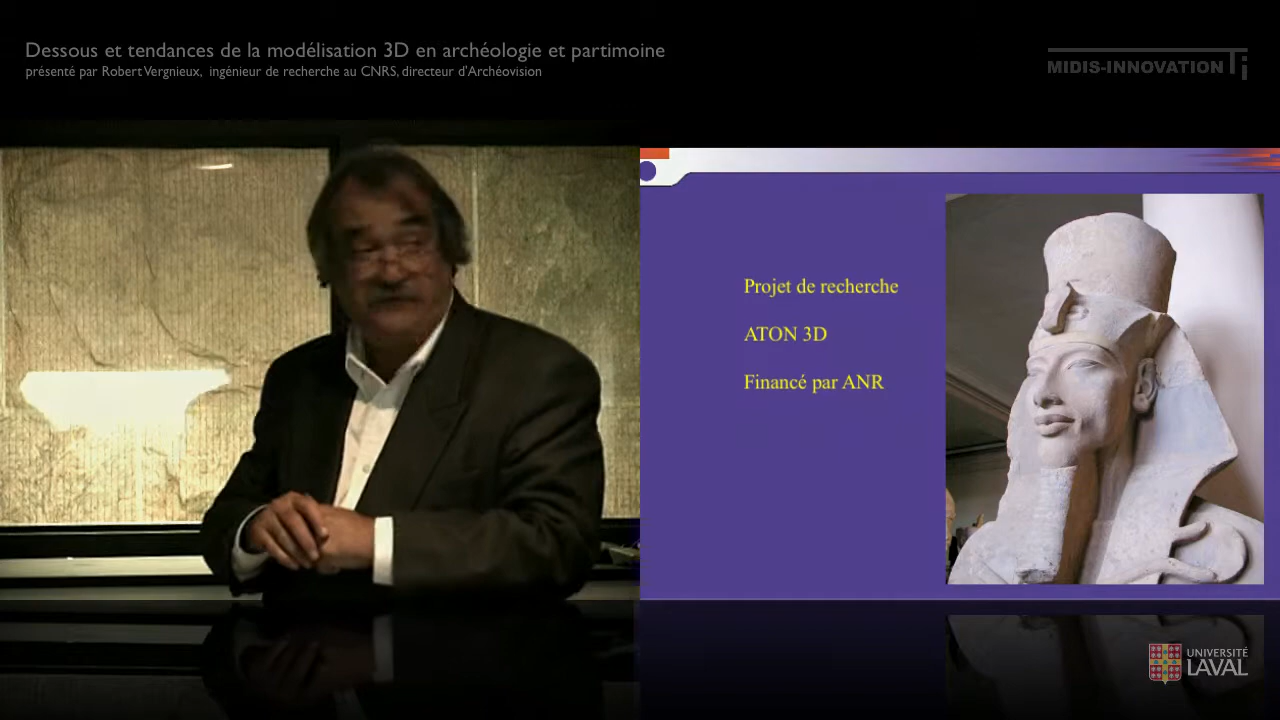 Dessous et tendances de la modélisation 3D en archéologie et partimoine
présenté par Robert Vergnieux, ingénieur de recherche au CNRS, directeur d'Archéovision
MIDIS-INNOVATION Ti
Projet de recherche
ATON 3D
Financé par ANR
UNIVERSITÉ
LAVAL